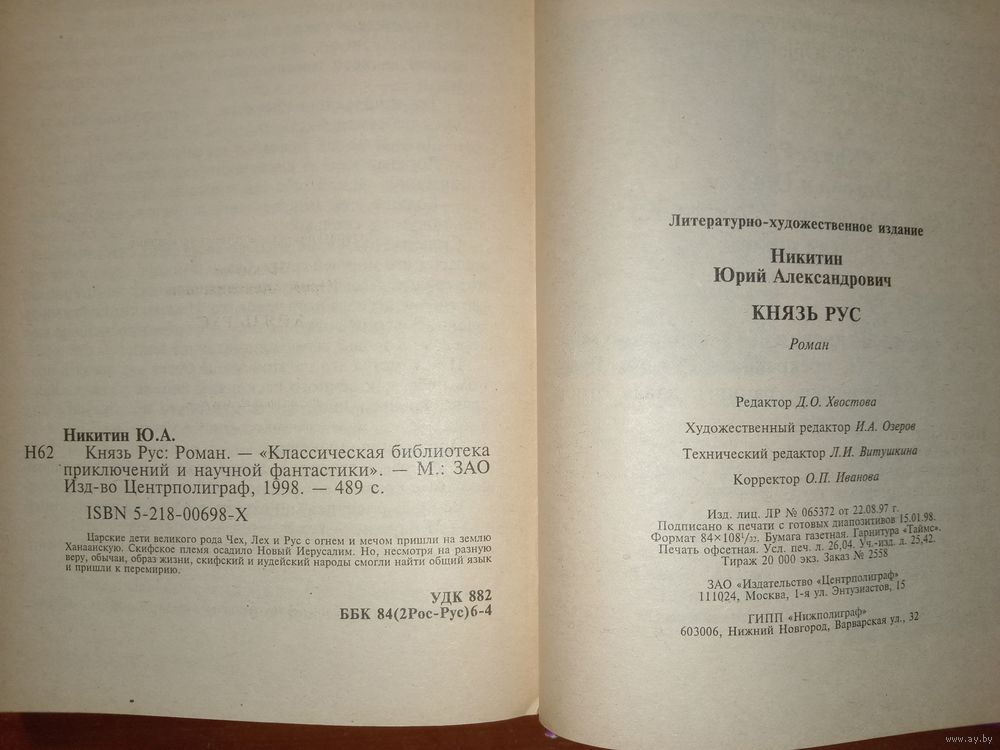 Никитин Ю.А.
Н62 Князь Рус: Роман. — «Классическая библиотека
приключений и научной фантастики». — М.: ЗАО
Изд-во Центрполиграф, 1998. — 489 с.
ISBN 5-218-00698-X
Царские дети великого рода Чех, Лех и Рус с огнем и мечом пришли на землю
Ханаанскую. Скифское племя осадило Новый Иерусалим. Но, несмотря на разную
веру, обычаи, образ жизни, скифский и иудейский народы смогли найти общий язык
и пришли к перемирию.
УДК 882
ББК 84(2Рос-Рус)6-4
Литературно-художественное издание
Никитин
Юрий Александрович
КНЯЗЬ РУС
Роман
Редактор Д.О. Хвостова
Художественный редактор И.А. Озеров
Технический редактор Л.И. Витушкина
Корректор О.П. Иванова
Изд. лиц. ЛР № 065372 от 22.08.97 г.
Подписано к печати с готовых диапозитивов 15.01.98.
Формат 84×108¹/₃₂. Бумага газетная. Гарнитура «Таймс».
Печать офсетная. Усл. печ. л. 26,04. Уч.-изд. л. 25,42.
Тираж 20 000 экз. Заказ № 2558
ЗАО «Издательство «Центрполиграф»
111024, Москва, 1-я ул. Энтузиастов, 15
ГИПП «Нижполиграф»
603006, Нижний Новгород, Варварская ул., 32
www.ay.by